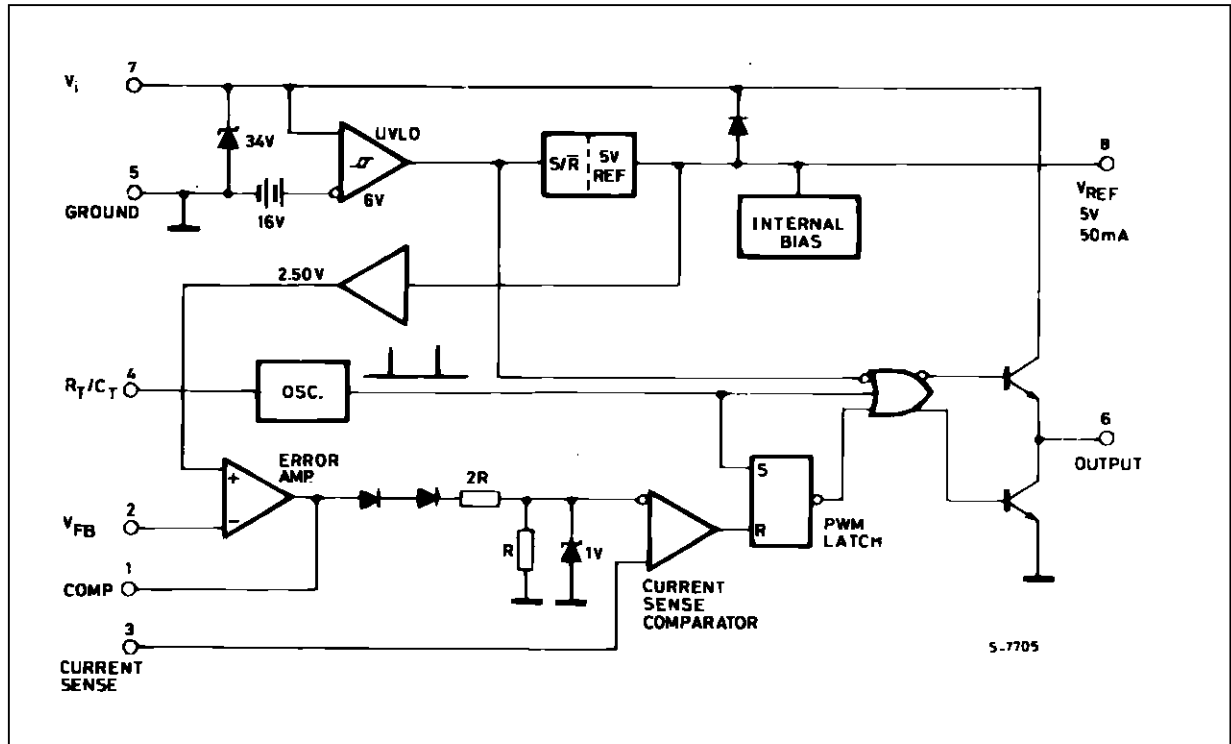 7
Vi
34V
UVLO
S/R̅
5V
REF
8
VREF
5V
50mA
5
GROUND
16V
6V
INTERNAL
BIAS
2.50V
4
RT/CT
OSC.
6
OUTPUT
ERROR
AMP.
2R
S
R
PWM
LATCH
2
VFB
R
1V
1
COMP
CURRENT
SENSE
COMPARATOR
3
CURRENT
SENSE
S-7705